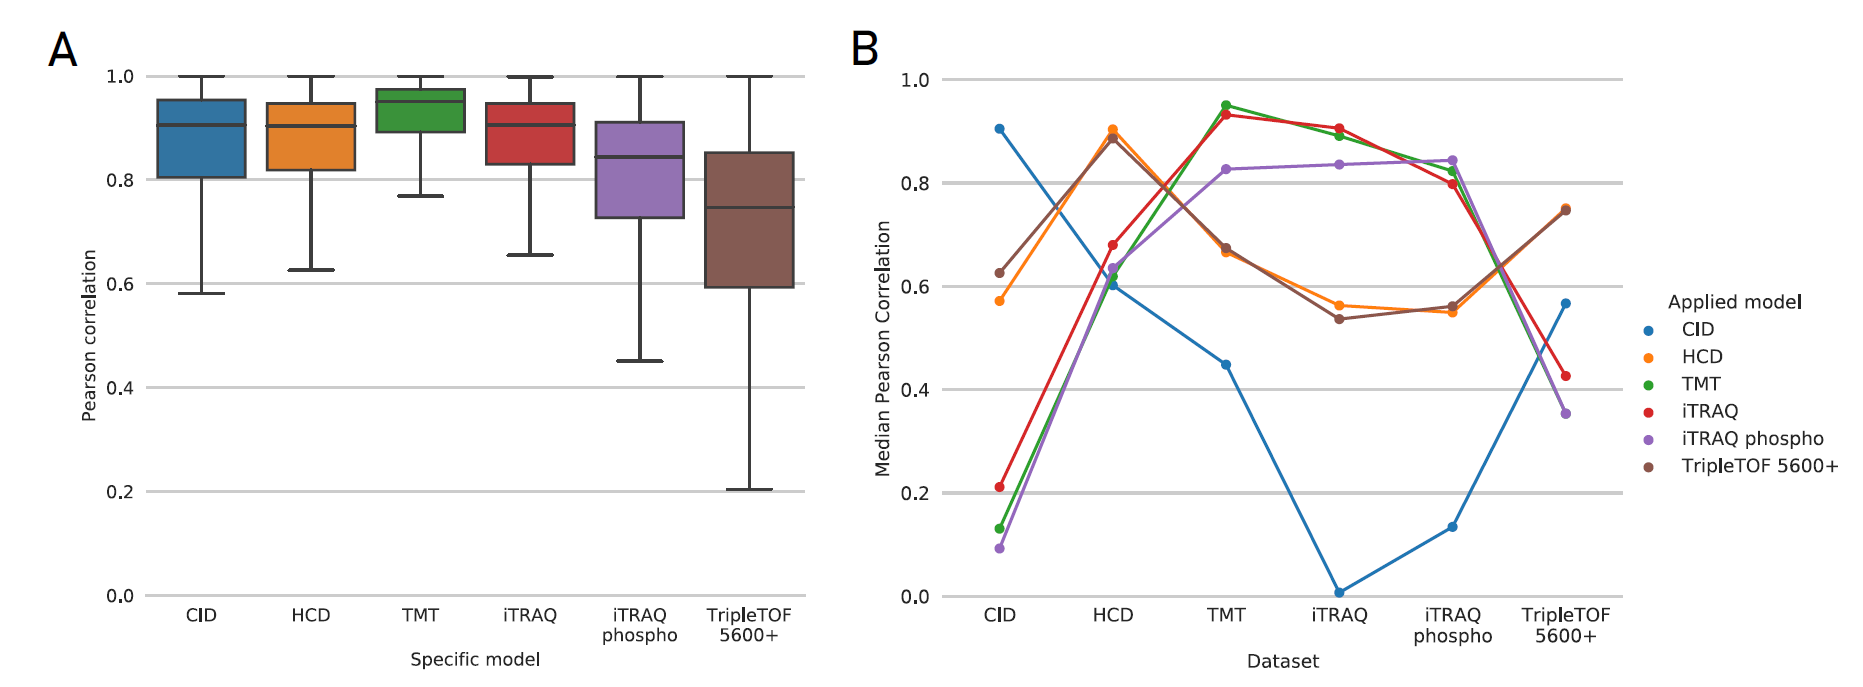 A
1.0
0.8
0.6
0.4
0.2
0.0
Pearson correlation
CID
HCD
TMT
iTRAQ
iTRAQ
phospho
TripleTOF
5600+
Specific model
B
1.0
0.8
0.6
0.4
0.2
0.0
Median Pearson Correlation
CID
HCD
TMT
iTRAQ
iTRAQ
phospho
TripleTOF
5600+
Dataset
Applied model
CID
HCD
TMT
iTRAQ
iTRAQ phospho
TripleTOF 5600+